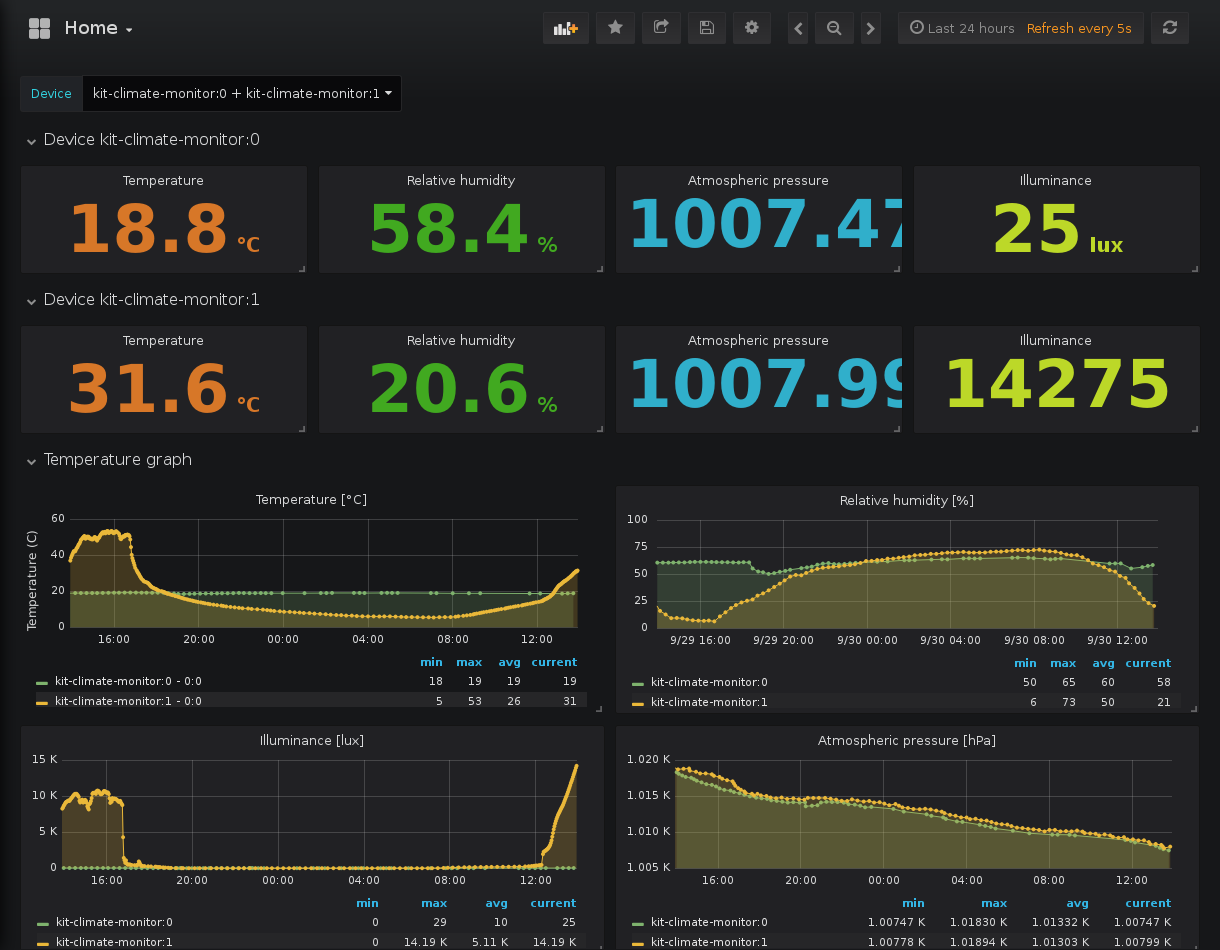 Home
Last 24 hours Refresh every 5s
Device kit-climate-monitor:0 + kit-climate-monitor:1
Device kit-climate-monitor:0
Temperature Relative humidity Atmospheric pressure Illuminance
18.8 °C 58.4 % 1007.47 25 lux
Device kit-climate-monitor:1
Temperature Relative humidity Atmospheric pressure Illuminance
31.6 °C 20.6 % 1007.99 14275
Temperature graph
Temperature [°C]
Temperature (C)
60
40
20
0
16:00 20:00 00:00 04:00 08:00 12:00
min max avg current
kit-climate-monitor:0 - 0:0 18 19 19 19
kit-climate-monitor:1 - 0:0 5 53 26 31
Relative humidity [%]
100
75
50
25
0
9/29 16:00 9/29 20:00 9/30 00:00 9/30 04:00 9/30 08:00 9/30 12:00
min max avg current
kit-climate-monitor:0 50 65 60 58
kit-climate-monitor:1 6 73 50 21
Illuminance [lux]
15 K
10 K
5 K
0
16:00 20:00 00:00 04:00 08:00 12:00
min max avg current
kit-climate-monitor:0 0 29 10 25
kit-climate-monitor:1 0 14.19 K 5.11 K 14.19 K
Atmospheric pressure [hPa]
1.020 K
1.015 K
1.010 K
1.005 K
16:00 20:00 00:00 04:00 08:00 12:00
min max avg current
kit-climate-monitor:0 1.00747 K 1.01830 K 1.01332 K 1.00747 K
kit-climate-monitor:1 1.00778 K 1.01894 K 1.01303 K 1.00799 K